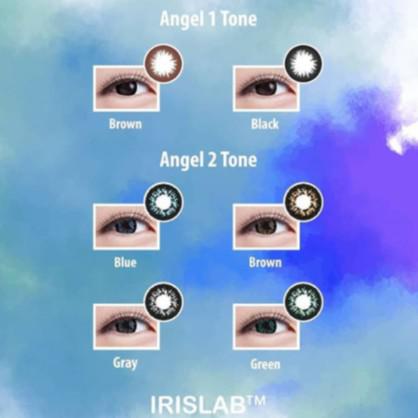 Angel 1 Tone
Brown Black
Angel 2 Tone
Blue Brown
Gray Green
IRISLAB™